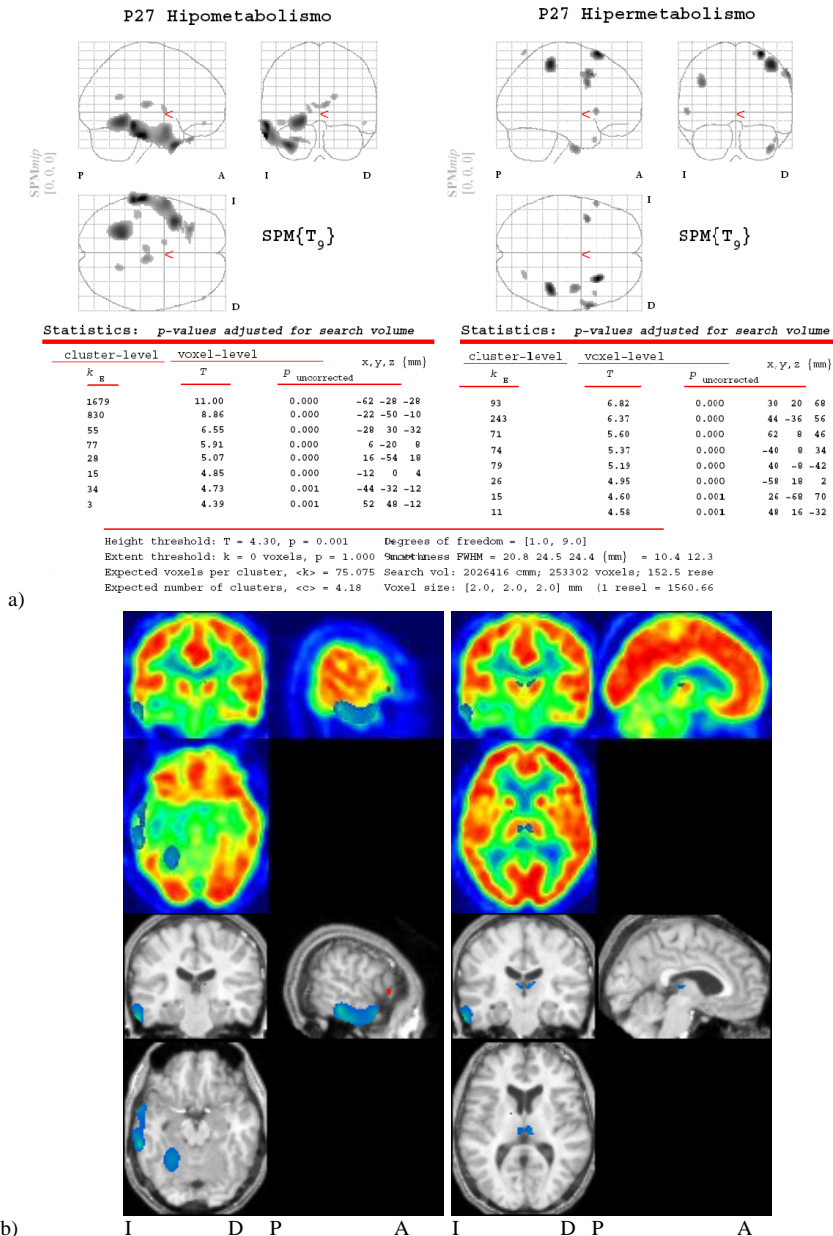 P27 Hipometabolismo
P27 Hipermetabolismo
SPMmip
[0, 0, 0]
<
<
P A I D
<
I
D
SPM{T9}
SPMmip
[0, 0, 0]
<
<
P A I D
<
I
D
SPM{T9}
Statistics: p-values adjusted for search volume
cluster-level voxel-level x,y,z {mm}
k E T p uncorrected
1679 11.00 0.000 -62 -28 -28
830 8.86 0.000 -22 -50 -10
55 6.55 0.000 -28 30 -32
77 5.91 0.000 6 -20 8
28 5.07 0.000 16 -54 18
15 4.85 0.000 -12 0 4
34 4.73 0.001 -44 -32 -12
3 4.39 0.001 52 48 -12
Statistics: p-values adjusted for search volume
cluster-level voxel-level x,y,z {mm}
k E T p uncorrected
93 6.82 0.000 30 20 68
243 6.37 0.000 44 -36 56
71 5.60 0.000 62 8 46
74 5.37 0.000 -40 8 34
79 5.19 0.000 40 -8 -42
26 4.95 0.000 -58 18 2
15 4.60 0.001 26 -68 70
11 4.58 0.001 48 16 -32
Height threshold: T = 4.30, p = 0.001 Degrees of freedom = [1.0, 9.0]
Extent threshold: k = 0 voxels, p = 1.000 FWHM = 20.8 24.5 24.4 {mm} = 10.4 12.3
Expected voxels per cluster, <k> = 75.075 Search vol: 2026416 cmm; 253302 voxels; 152.5 rese
Expected number of clusters, <c> = 4.18 Voxel size: [2.0, 2.0, 2.0] mm (1 resel = 1560.66
a)
b) I D P A I D P A